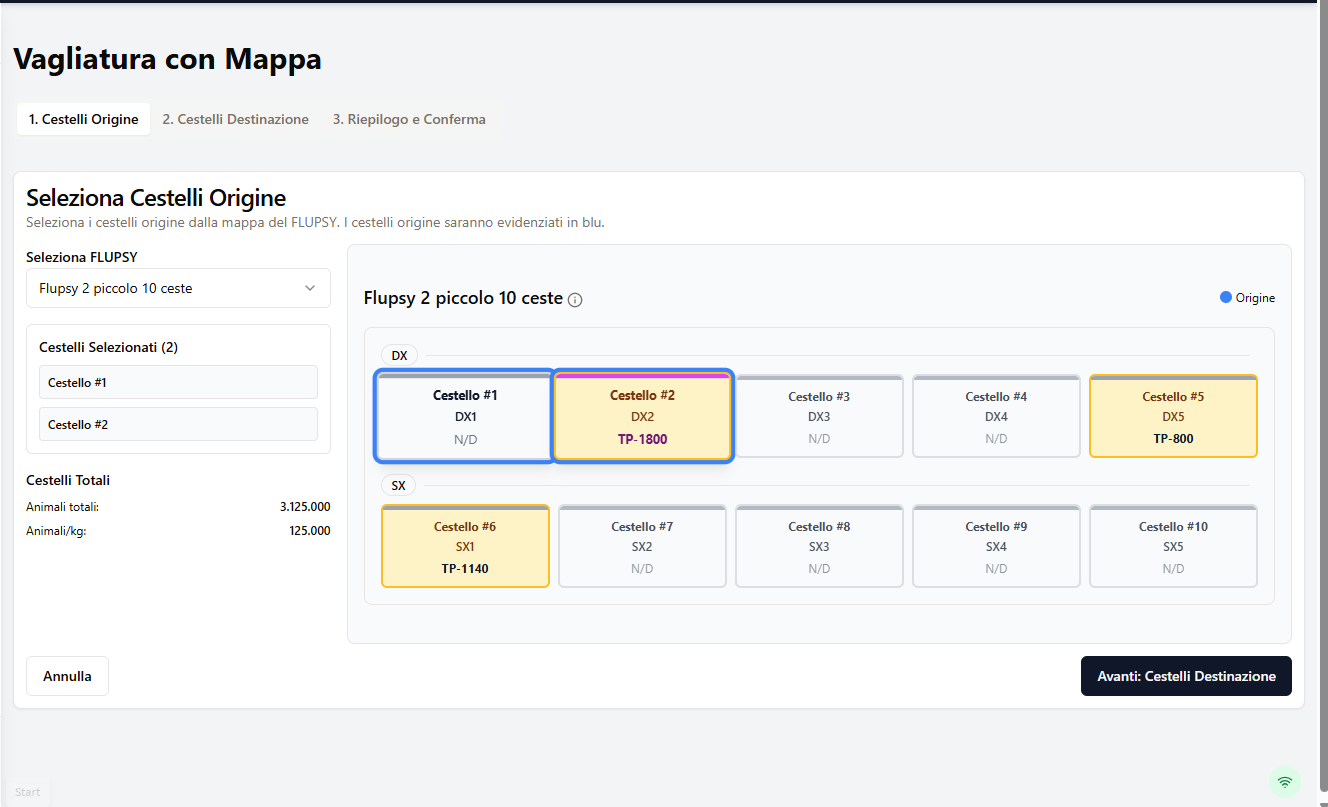 Vagliatura con Mappa
1. Cestelli Origine
2. Cestelli Destinazione
3. Riepilogo e Conferma
Seleziona Cestelli Origine
Seleziona i cestelli origine dalla mappa del FLUPSY. I cestelli origine saranno evidenziati in blu.
Seleziona FLUPSY
Flupsy 2 piccolo 10 ceste
Cestelli Selezionati (2)
Cestello #1
Cestello #2
Cestelli Totali
Animali totali: 3.125.000
Animali/kg: 125.000
Flupsy 2 piccolo 10 ceste
Origine
DX
Cestello #1
DX1
N/D
Cestello #2
DX2
TP-1800
Cestello #3
DX3
N/D
Cestello #4
DX4
N/D
Cestello #5
DX5
TP-800
SX
Cestello #6
SX1
TP-1140
Cestello #7
SX2
N/D
Cestello #8
SX3
N/D
Cestello #9
SX4
N/D
Cestello #10
SX5
N/D
Annulla
Avanti: Cestelli Destinazione
Start